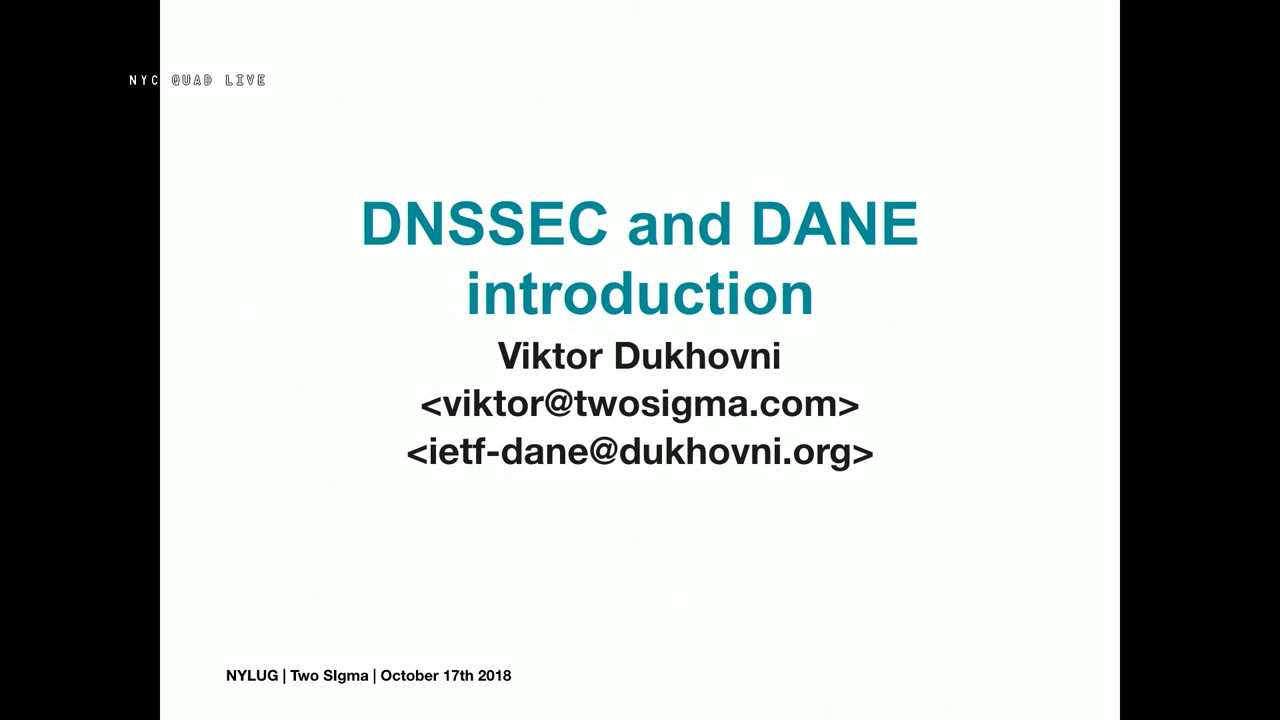 NYC QUAD LIVE
DNSSEC and DANE
introduction
Viktor Dukhovni
<viktor@twosigma.com>
<ietf-dane@dukhovni.org>
NYLUG | Two SIgma | October 17th 2018